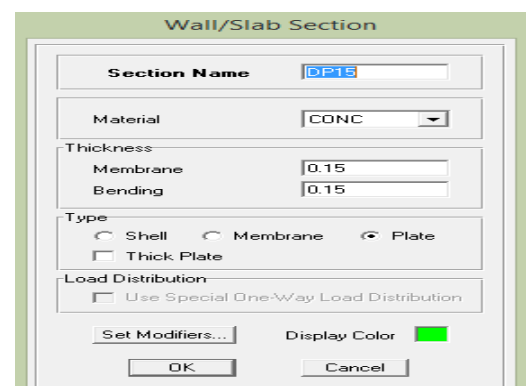 Wall/Slab Section
Section Name DP15
Material CONC
Thickness
Membrane 0.15
Bending 0.15
Type
Shell Membrane Plate
Thick Plate
Load Distribution
Use Special One-Way Load Distribution
Set Modifiers... Display Color
OK Cancel